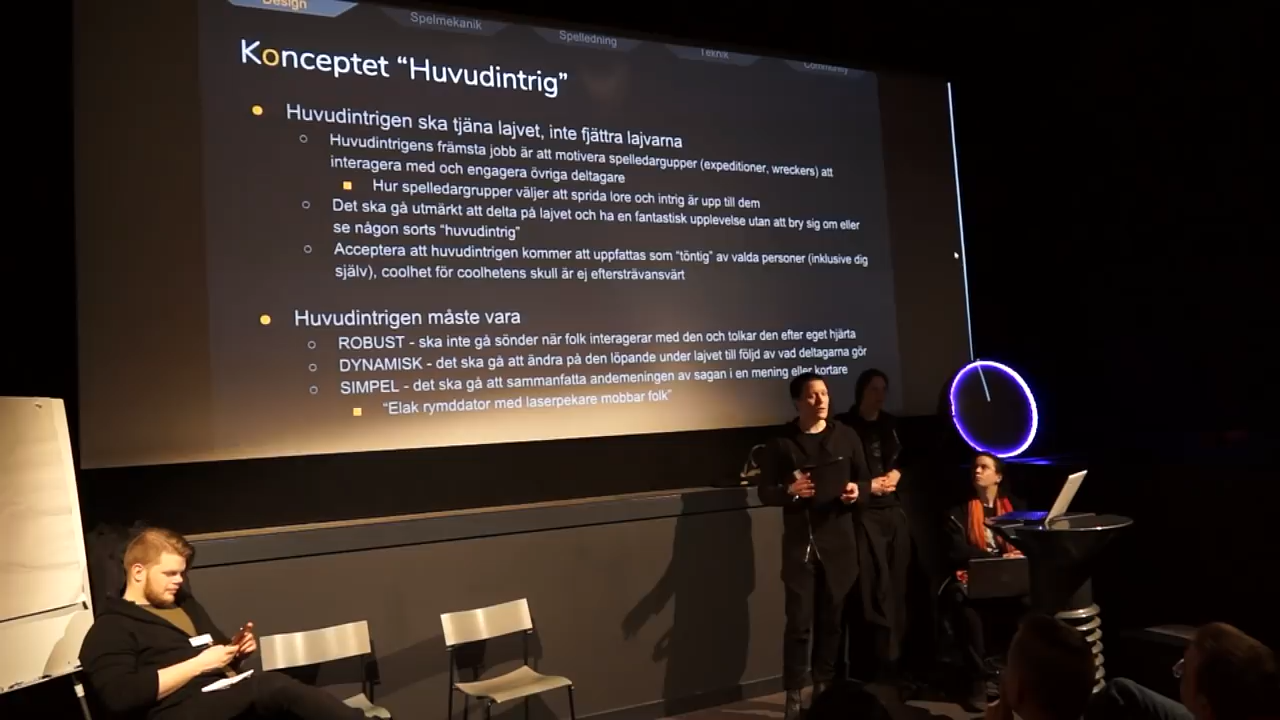 Design
Spelmekanik
Spelledning
Teknik
Community
Konceptet “Huvudintrig”
Huvudintrigen ska tjäna lajvet, inte fjättra lajvarna
Huvudintrigens främsta jobb är att motivera spelledargupper (expeditioner, wreckers) att
interagera med och engagera övriga deltagare
Hur spelledargrupper väljer att sprida lore och intrig är upp till dem
Det ska gå utmärkt att delta på lajvet och ha en fantastisk upplevelse utan att bry sig om eller
se någon sorts “huvudintrig”
Acceptera att huvudintrigen kommer att uppfattas som “töntig” av valda personer (inklusive dig
själv), coolhet för coolhetens skull är ej eftersträvansvärt
Huvudintrigen måste vara
ROBUST - ska inte gå sönder när folk interagerar med den och tolkar den efter eget hjärta
DYNAMISK - det ska gå att ändra på den löpande under lajvet till följd av vad deltagarna gör
SIMPEL - det ska gå att sammanfatta andemeningen av sagan i en mening eller kortare
“Elak rymddator med laserpekare mobbar folk”